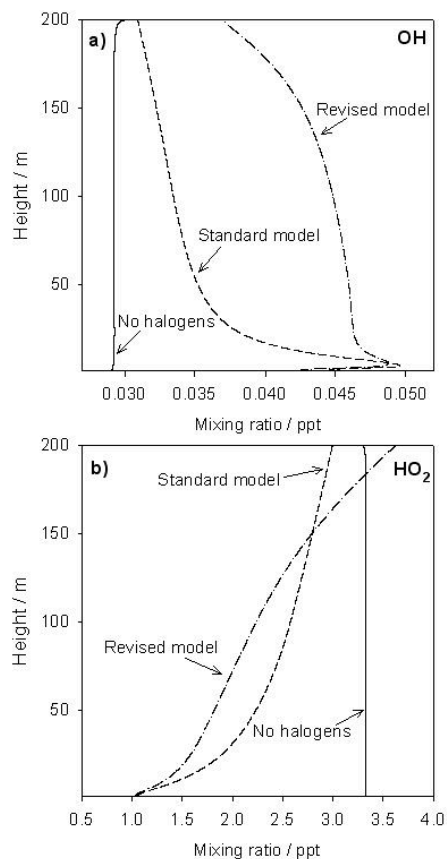 200
a)
OH
150
Revised model
Height / m
100
Standard model
50
No halogens
0.030 0.035 0.040 0.045 0.050
Mixing ratio / ppt
200
b)
HO2
Standard model
150
Height / m
100
Revised model
50
No halogens
0.5 1.0 1.5 2.0 2.5 3.0 3.5 4.0
Mixing ratio / ppt